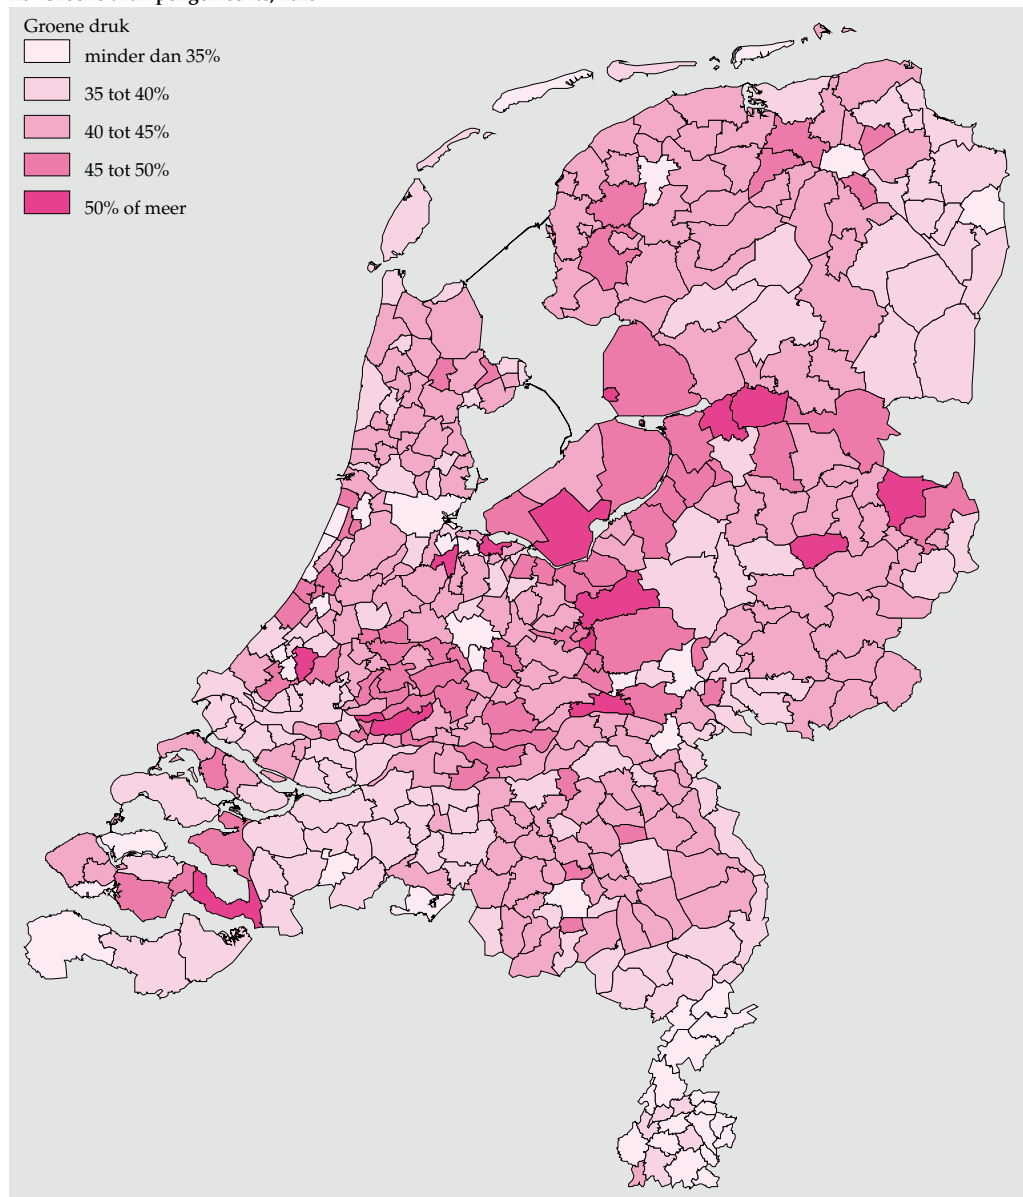 Groene druk
minder dan 35%
35 tot 40%
40 tot 45%
45 tot 50%
50% of meer